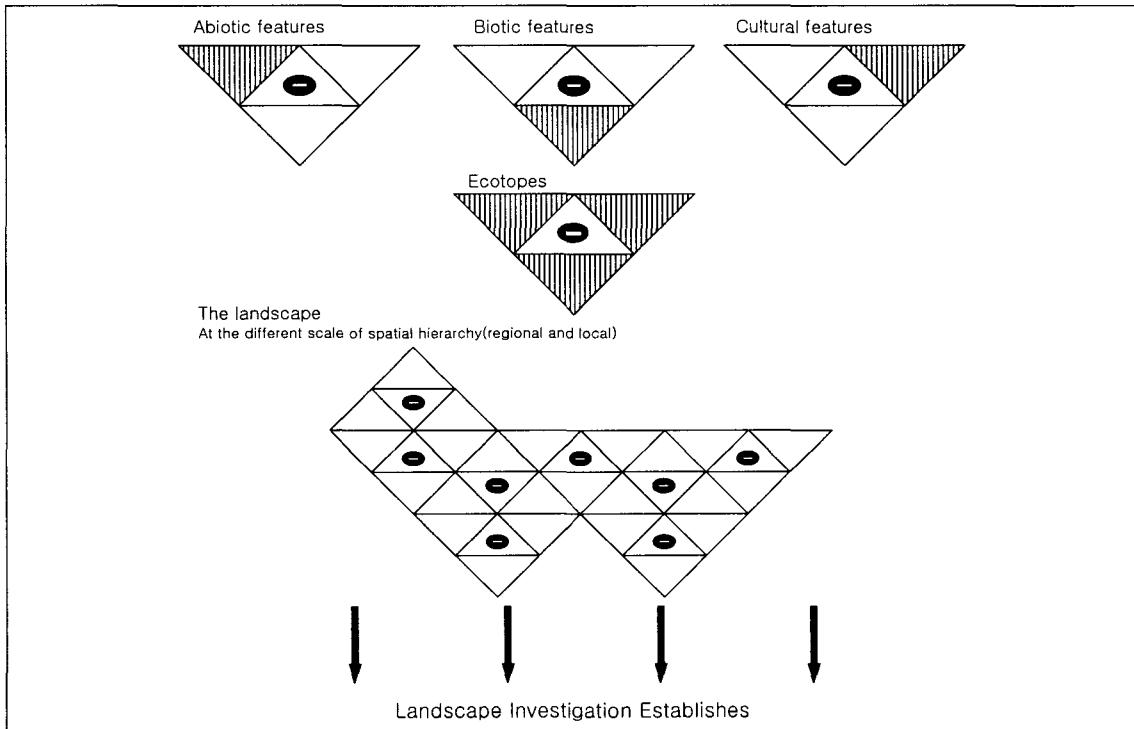 Abiotic features
Biotic features
Cultural features
Ecotopes
The landscape
At the different scale of spatial hierarchy(regional and local)
Landscape Investigation Establishes